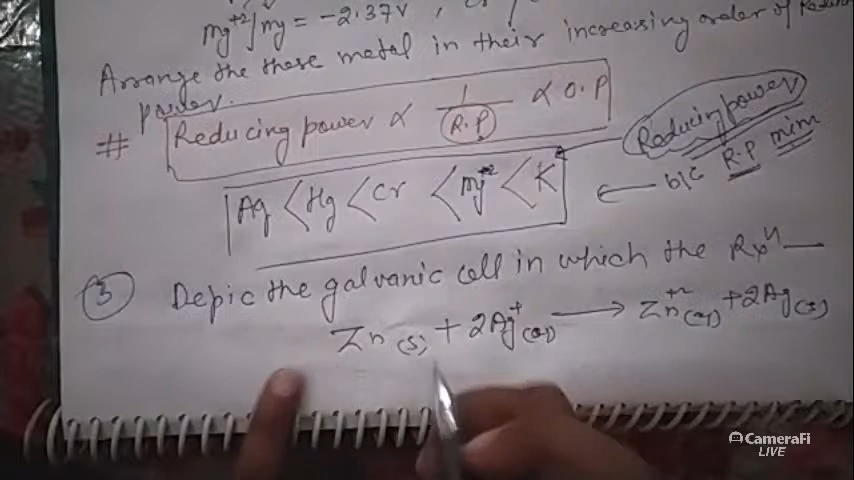 Mg+2/Mg = -2.37V, Cr
Arrange the these metal in their increasing order of
power.
# Reducing power ∝ 1/(R.P) ∝ O.P
Reducing power
Ag < Hg < Cr < Mg < K ← b/c R.P mim
③ Depic the galvanic cell in which the Rxn
Zn(s) + 2Ag+(aq) → Zn+2(aq) + 2Ag(s)
CameraFi
LIVE